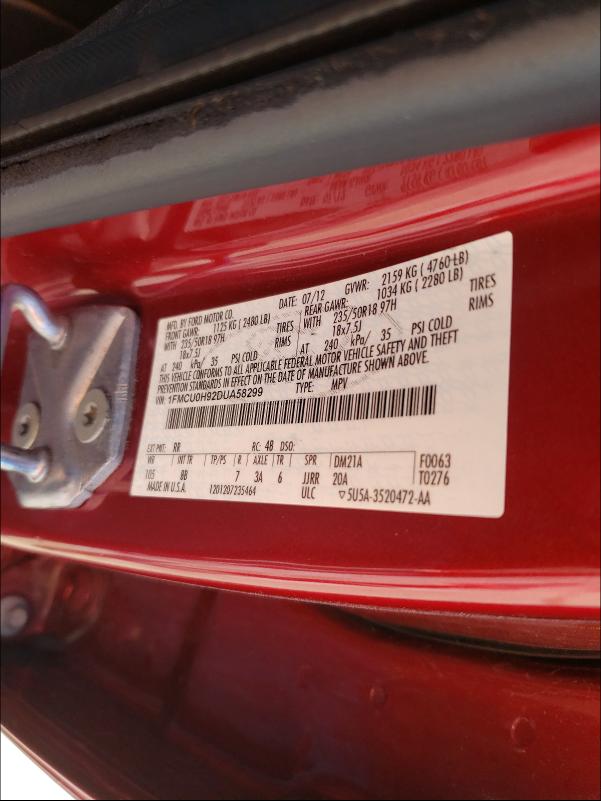 MFD. BY FORD MOTOR CO.
DATE: 07/12 GVWR: 2159 KG ( 4760 LB)
FRONT GAWR: 1125 KG ( 2480 LB) REAR GAWR: 1034 KG ( 2280 LB)
WITH 235/50R18 97H TIRES WITH 235/50R18 97H TIRES
18x7.5J RIMS 18x7.5J RIMS
AT 240 kPa/ 35 PSI COLD AT 240 kPa/ 35 PSI COLD
THIS VEHICLE CONFORMS TO ALL APPLICABLE FEDERAL MOTOR VEHICLE SAFETY AND THEFT
PREVENTION STANDARDS IN EFFECT ON THE DATE OF MANUFACTURE SHOWN ABOVE.
VIN: 1FMCU0H92DUA58299 TYPE: MPV
EXT PNT: RR RC: 48 DSO:
WB INT TR TP/PS R AXLE TR SPR DM21A F0063
105 8B 7 3A 6 JJRR 20A T0276
MADE IN U.S.A. 1201207235464 ULC ▽5U5A-3520472-AA